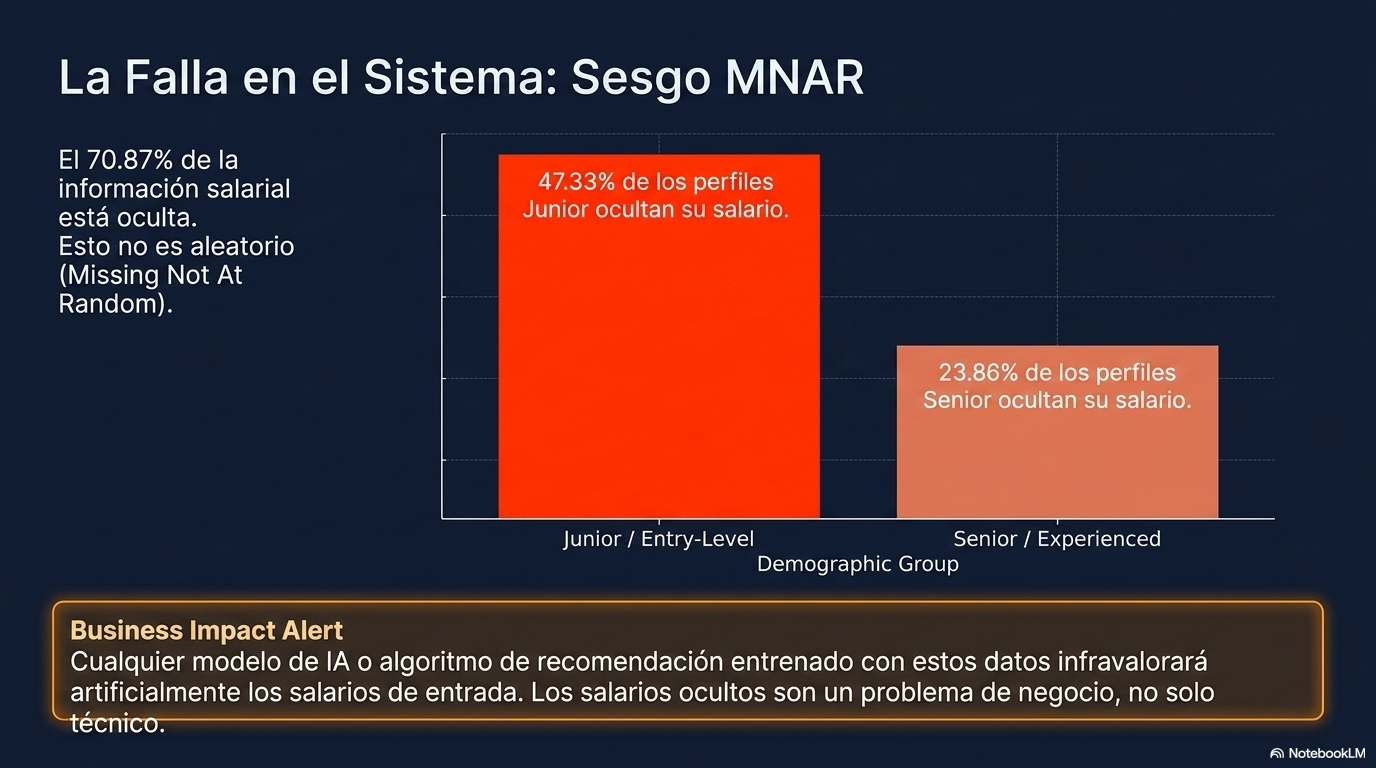 La Falla en el Sistema: Sesgo MNAR
El 70.87% de la
información salarial
está oculta.
Esto no es aleatorio
(Missing Not At
Random).
47.33% de los perfiles
Junior ocultan su salario.
23.86% de los perfiles
Senior ocultan su salario.
Junior / Entry-Level
Senior / Experienced
Demographic Group
Business Impact Alert
Cualquier modelo de IA o algoritmo de recomendación entrenado con estos datos infravalorará
artificialmente los salarios de entrada. Los salarios ocultos son un problema de negocio, no solo
técnico.
NotebookLM